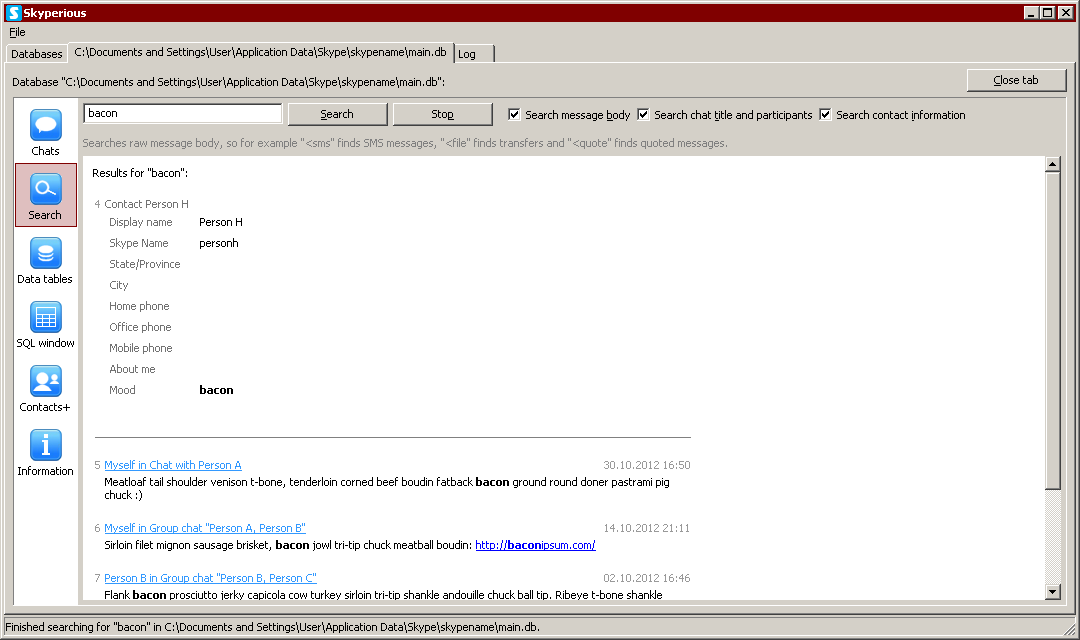 Skyperious
File
Databases C:\Documents and Settings\User\Application Data\Skype\skypename\main.db Log
Database "C:\Documents and Settings\User\Application Data\Skype\skypename\main.db":
Close tab
Chats
Search
Data tables
SQL window
Contacts+
Information
bacon Search Stop Search message body Search chat title and participants Search contact information
Searches raw message body, so for example "<sms" finds SMS messages, "<file" finds transfers and "<quote" finds quoted messages.
Results for "bacon":
4 Contact Person H
Display name Person H
Skype Name personh
State/Province
City
Home phone
Office phone
Mobile phone
About me
Mood bacon
5 Myself in Chat with Person A 30.10.2012 16:50
Meatloaf tail shoulder venison t-bone, tenderloin corned beef boudin fatback bacon ground round doner pastrami pig
chuck :)
6 Myself in Group chat "Person A, Person B" 14.10.2012 21:11
Sirloin filet mignon sausage brisket, bacon jowl tri-tip chuck meatball boudin: http://baconipsum.com/
7 Person B in Group chat "Person B, Person C" 02.10.2012 16:46
Flank bacon prosciutto jerky capicola cow turkey sirloin tri-tip shankle andouille chuck ball tip. Ribeye t-bone shankle
Finished searching for "bacon" in C:\Documents and Settings\User\Application Data\Skype\skypename\main.db.